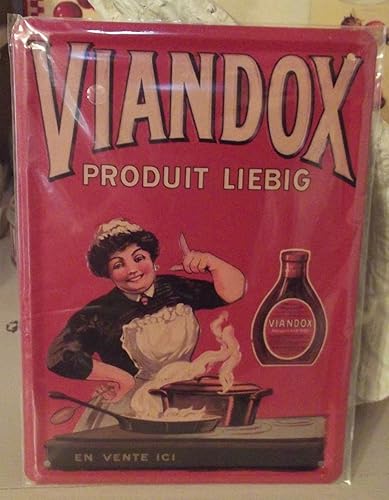 VIANDOX
PRODUIT LIEBIG
VIANDOX
EN VENTE ICI